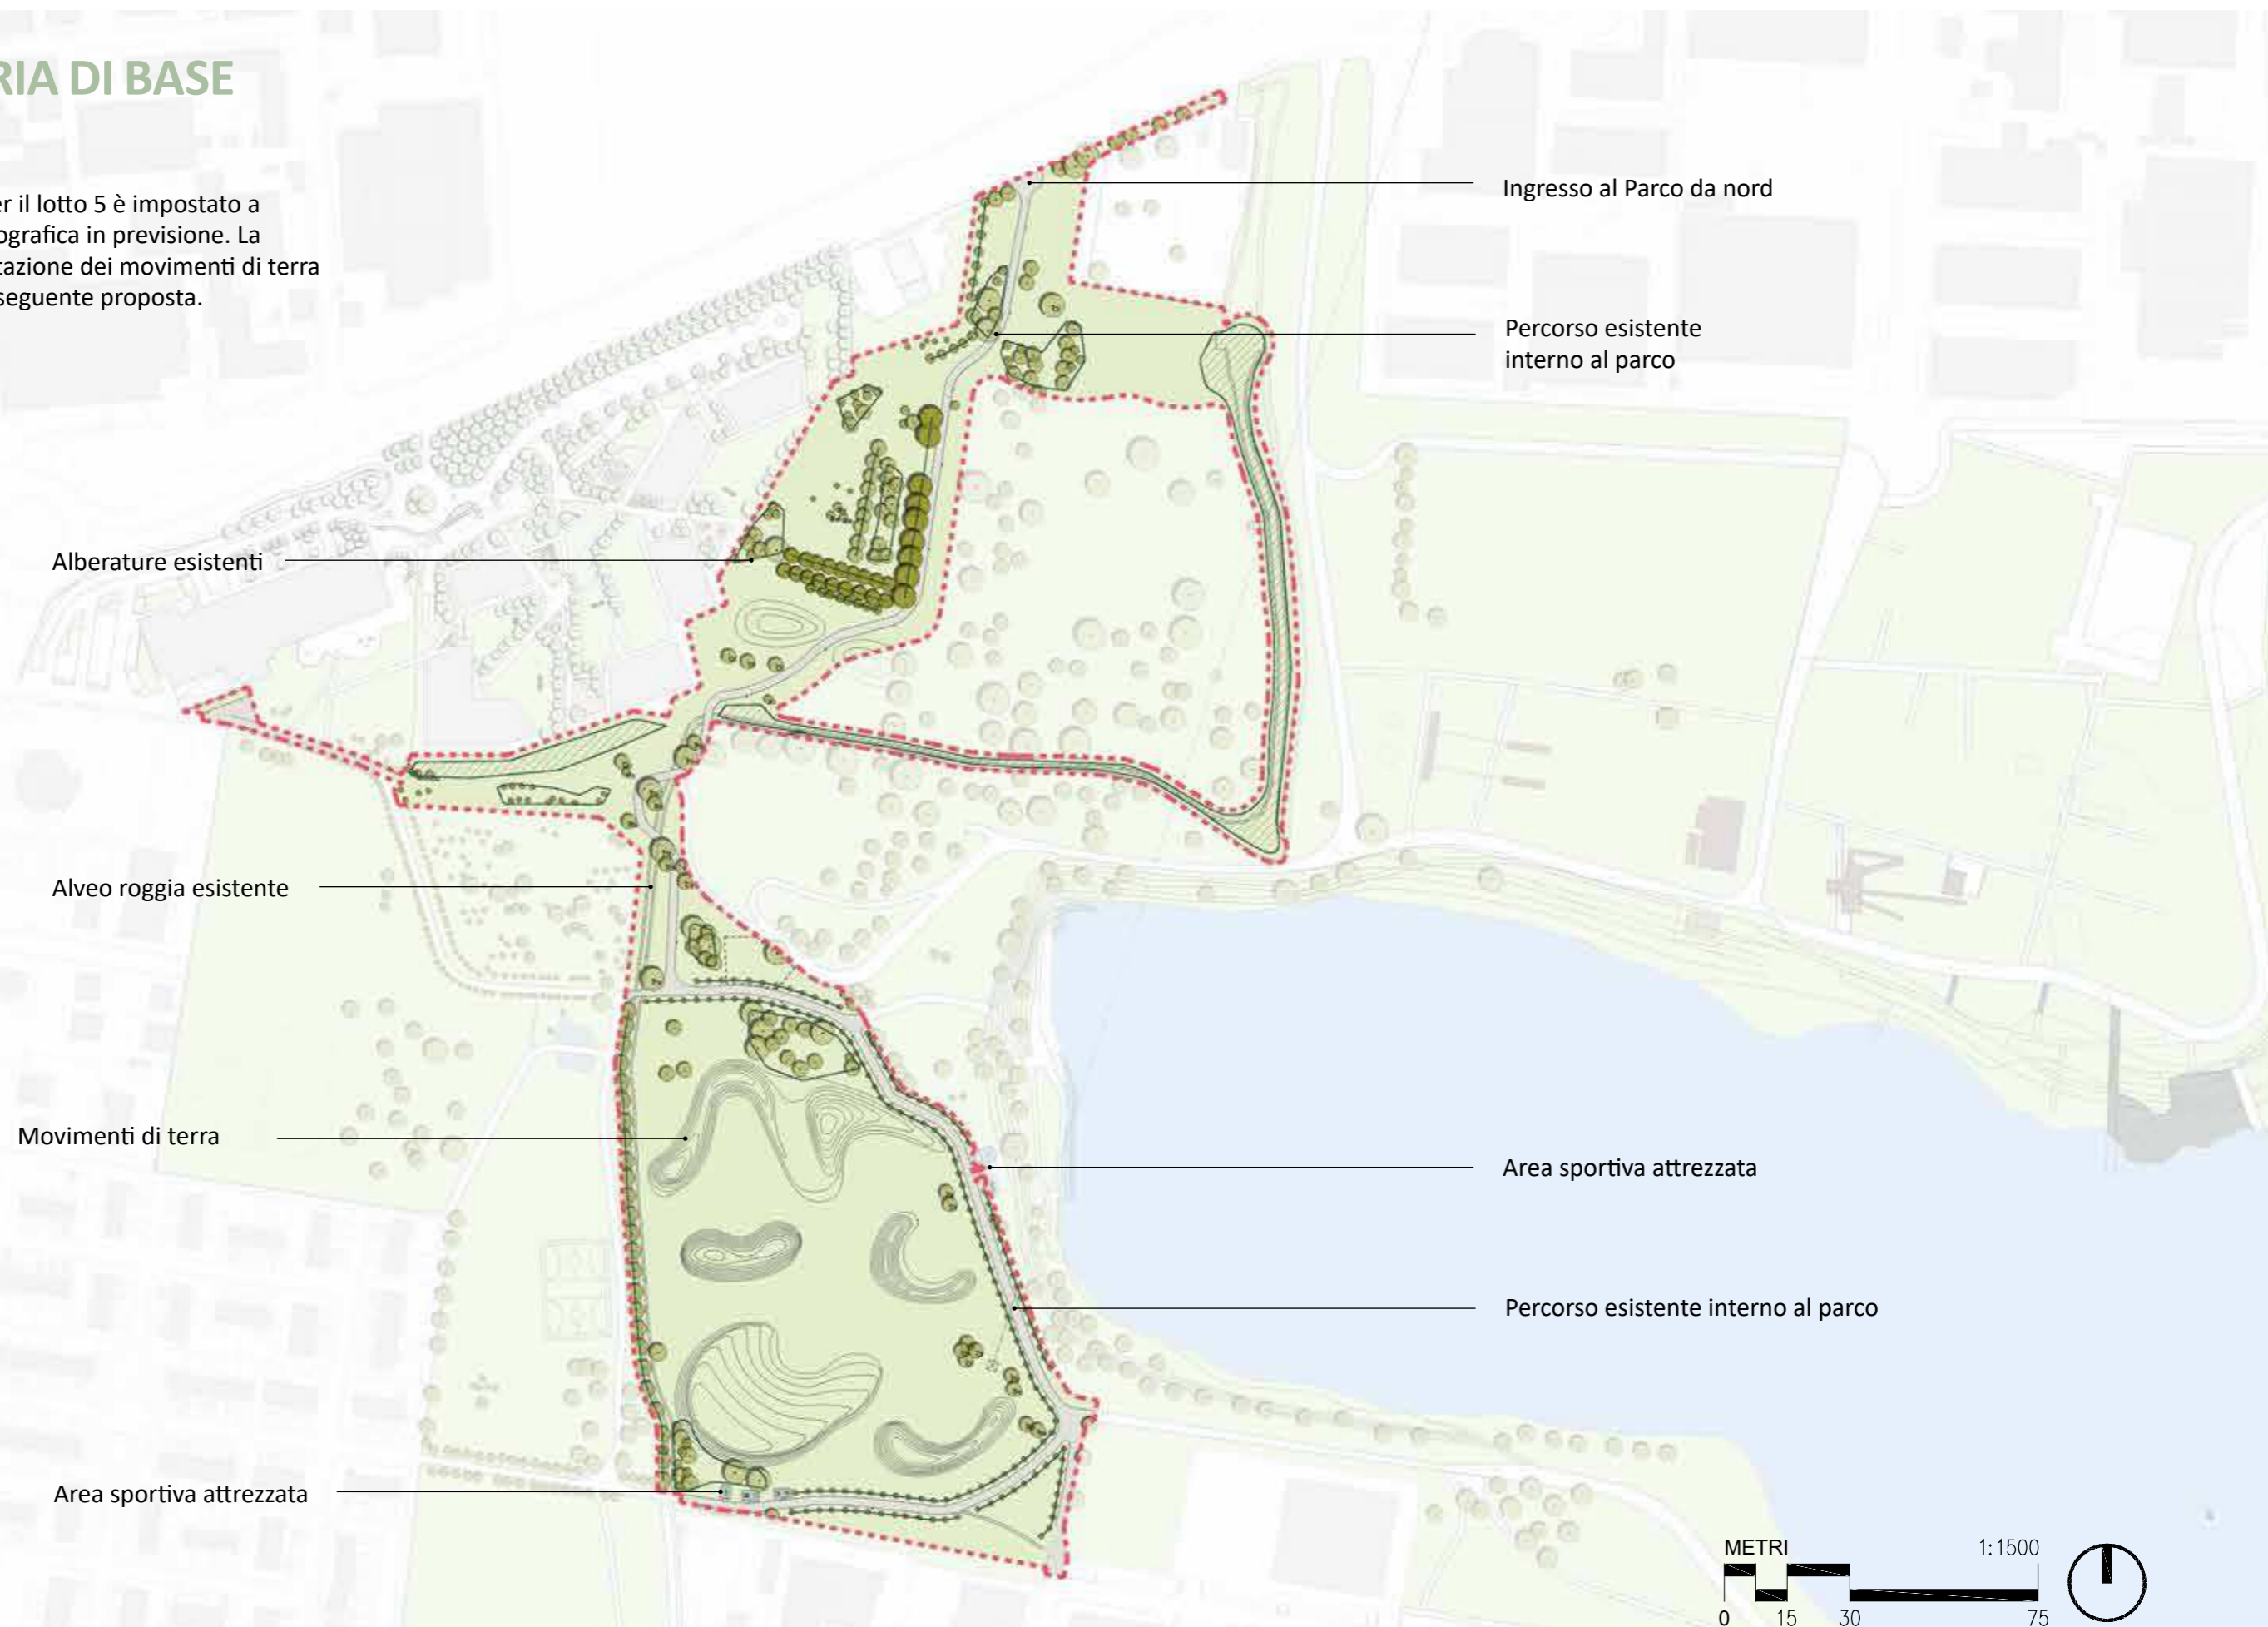 RIA DI BASE
er il lotto 5 è impostato a
ografica in previsione. La
tazione dei movimenti di terra
seguente proposta.
Ingresso al Parco da nord
Percorso esistente
interno al parco
Alberature esistenti
Alveo roggia esistente
Movimenti di terra
Area sportiva attrezzata
Percorso esistente interno al parco
Area sportiva attrezzata
METRI 1:1500
0 15 30 75